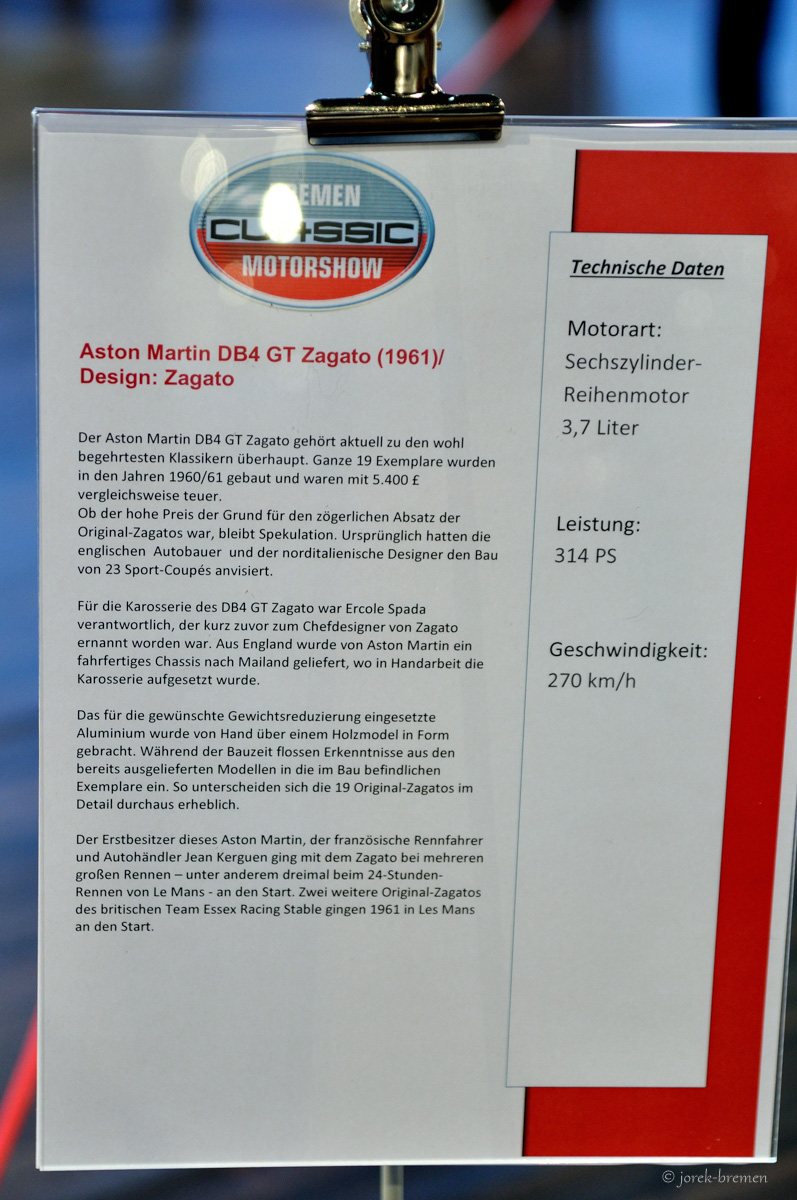 BREMEN
CLASSIC
MOTORSHOW
Aston Martin DB4 GT Zagato (1961)/
Design: Zagato
Der Aston Martin DB4 GT Zagato gehört aktuell zu den wohl
begehrtesten Klassikern überhaupt. Ganze 19 Exemplare wurden
in den Jahren 1960/61 gebaut und waren mit 5.400 £
vergleichsweise teuer.
Ob der hohe Preis der Grund für den zögerlichen Absatz der
Original-Zagatos war, bleibt Spekulation. Ursprünglich hatten die
englischen Autobauer und der norditalienische Designer den Bau
von 23 Sport-Coupés anvisiert.
Für die Karosserie des DB4 GT Zagato war Ercole Spada
verantwortlich, der kurz zuvor zum Chefdesigner von Zagato
ernannt worden war. Aus England wurde von Aston Martin ein
fahrfertiges Chassis nach Mailand geliefert, wo in Handarbeit die
Karosserie aufgesetzt wurde.
Das für die gewünschte Gewichtsreduzierung eingesetzte
Aluminium wurde von Hand über einem Holzmodel in Form
gebracht. Während der Bauzeit flossen Erkenntnisse aus den
bereits ausgelieferten Modellen in die im Bau befindlichen
Exemplare ein. So unterscheiden sich die 19 Original-Zagatos im
Detail durchaus erheblich.
Der Erstbesitzer dieses Aston Martin, der französische Rennfahrer
und Autohändler Jean Kerguen ging mit dem Zagato bei mehreren
großen Rennen – unter anderem dreimal beim 24-Stunden-
Rennen von Le Mans - an den Start. Zwei weitere Original-Zagatos
des britischen Team Essex Racing Stable gingen 1961 in Les Mans
an den Start.
Technische Daten
Motorart:
Sechszylinder-
Reihenmotor
3,7 Liter
Leistung:
314 PS
Geschwindigkeit:
270 km/h
© jorek-bremen